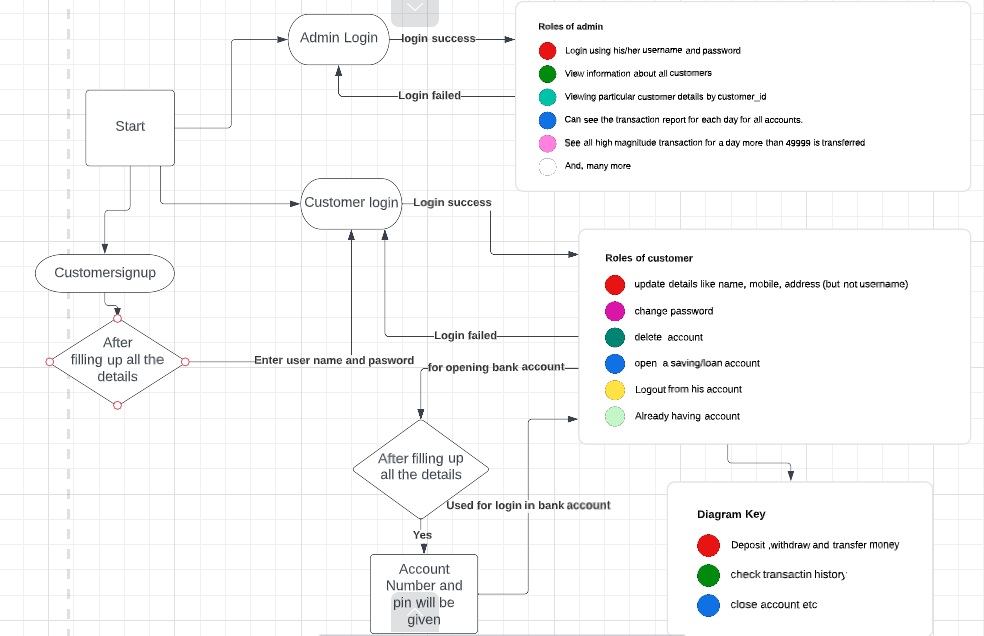 Admin Login
login success
Login failed
Roles of admin
Login using his/her username and password
View information about all customers
Viewing particular customer details by customer_id
Can see the transaction report for each day for all accounts.
See all high magnitude transaction for a day more than 49999 is transferred
And, many more
Start
Customer login
Login success
Customersignup
After
filling up all the
details
Enter user name and pasword
Login failed
for opening bank account
Roles of customer
update details like name, mobile, address (but not username)
change password
delete account
open a saving/loan account
Logout from his account
Already having account
After filling up
all the details
Used for login in bank account
Yes
Account
Number and
pin will be
given
Diagram Key
Deposit ,withdraw and transfer money
check transactin history
close account etc